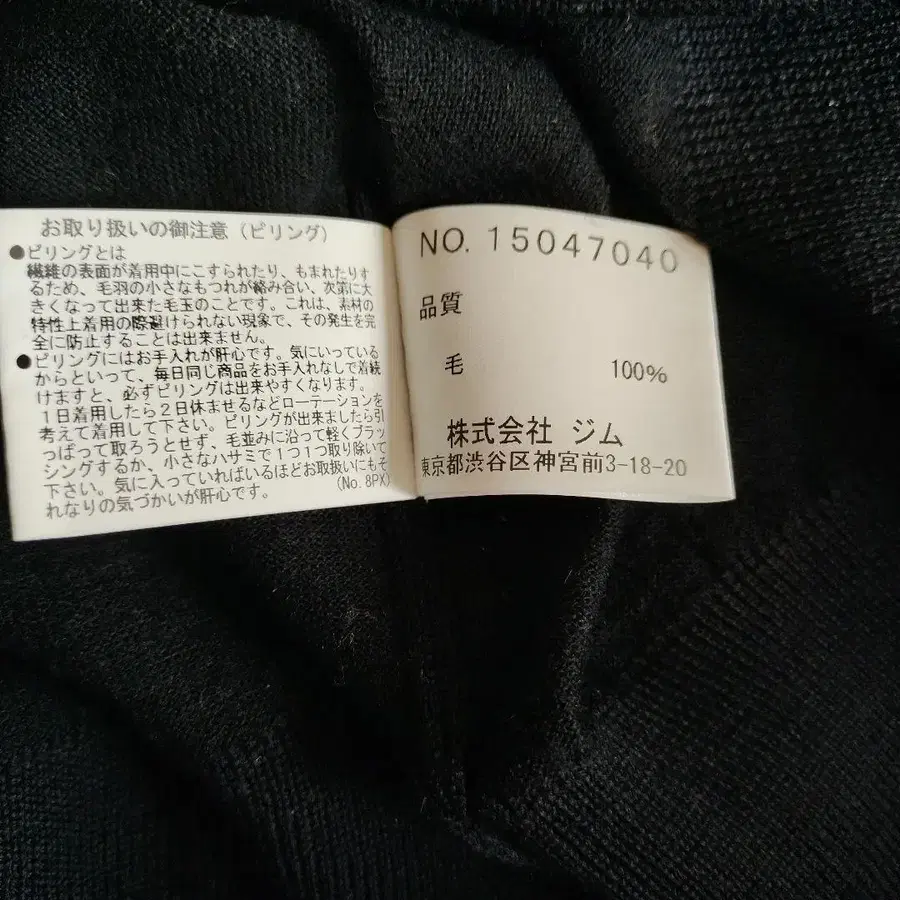 お取り扱いの御注意（ピリング）
●ピリングとは
繊維の表面が着用中にこすられたり、もまれたりす
るため、毛羽の小さなもつれが絡み合い、次第に大
きくなって出来た毛玉のことです。これは、素材の
特性上着用の際避けられない現象で、その発生を完
全に防止することは出来ません。
●ピリングにはお手入れが肝心です。気にいっている
からといって、毎日同じ商品をお手入れなしで着続
けますと、必ずピリングは出来やすくなります。
1日着用したら2日休ませるなどローテーションを
考えて着用して下さい。ピリングが出来ましたら引
っぱって取ろうとせず、毛並みに沿って軽くブラッ
シングするか、小さなハサミで1つ1つ取り除いて
下さい。気に入っていればいるほどお取扱いにもそ
れなりの気づかいが肝心です。
(No. 8PX)
NO. 15047040
品質
毛 100%
株式会社 ジム
東京都渋谷区神宮前3-18-20